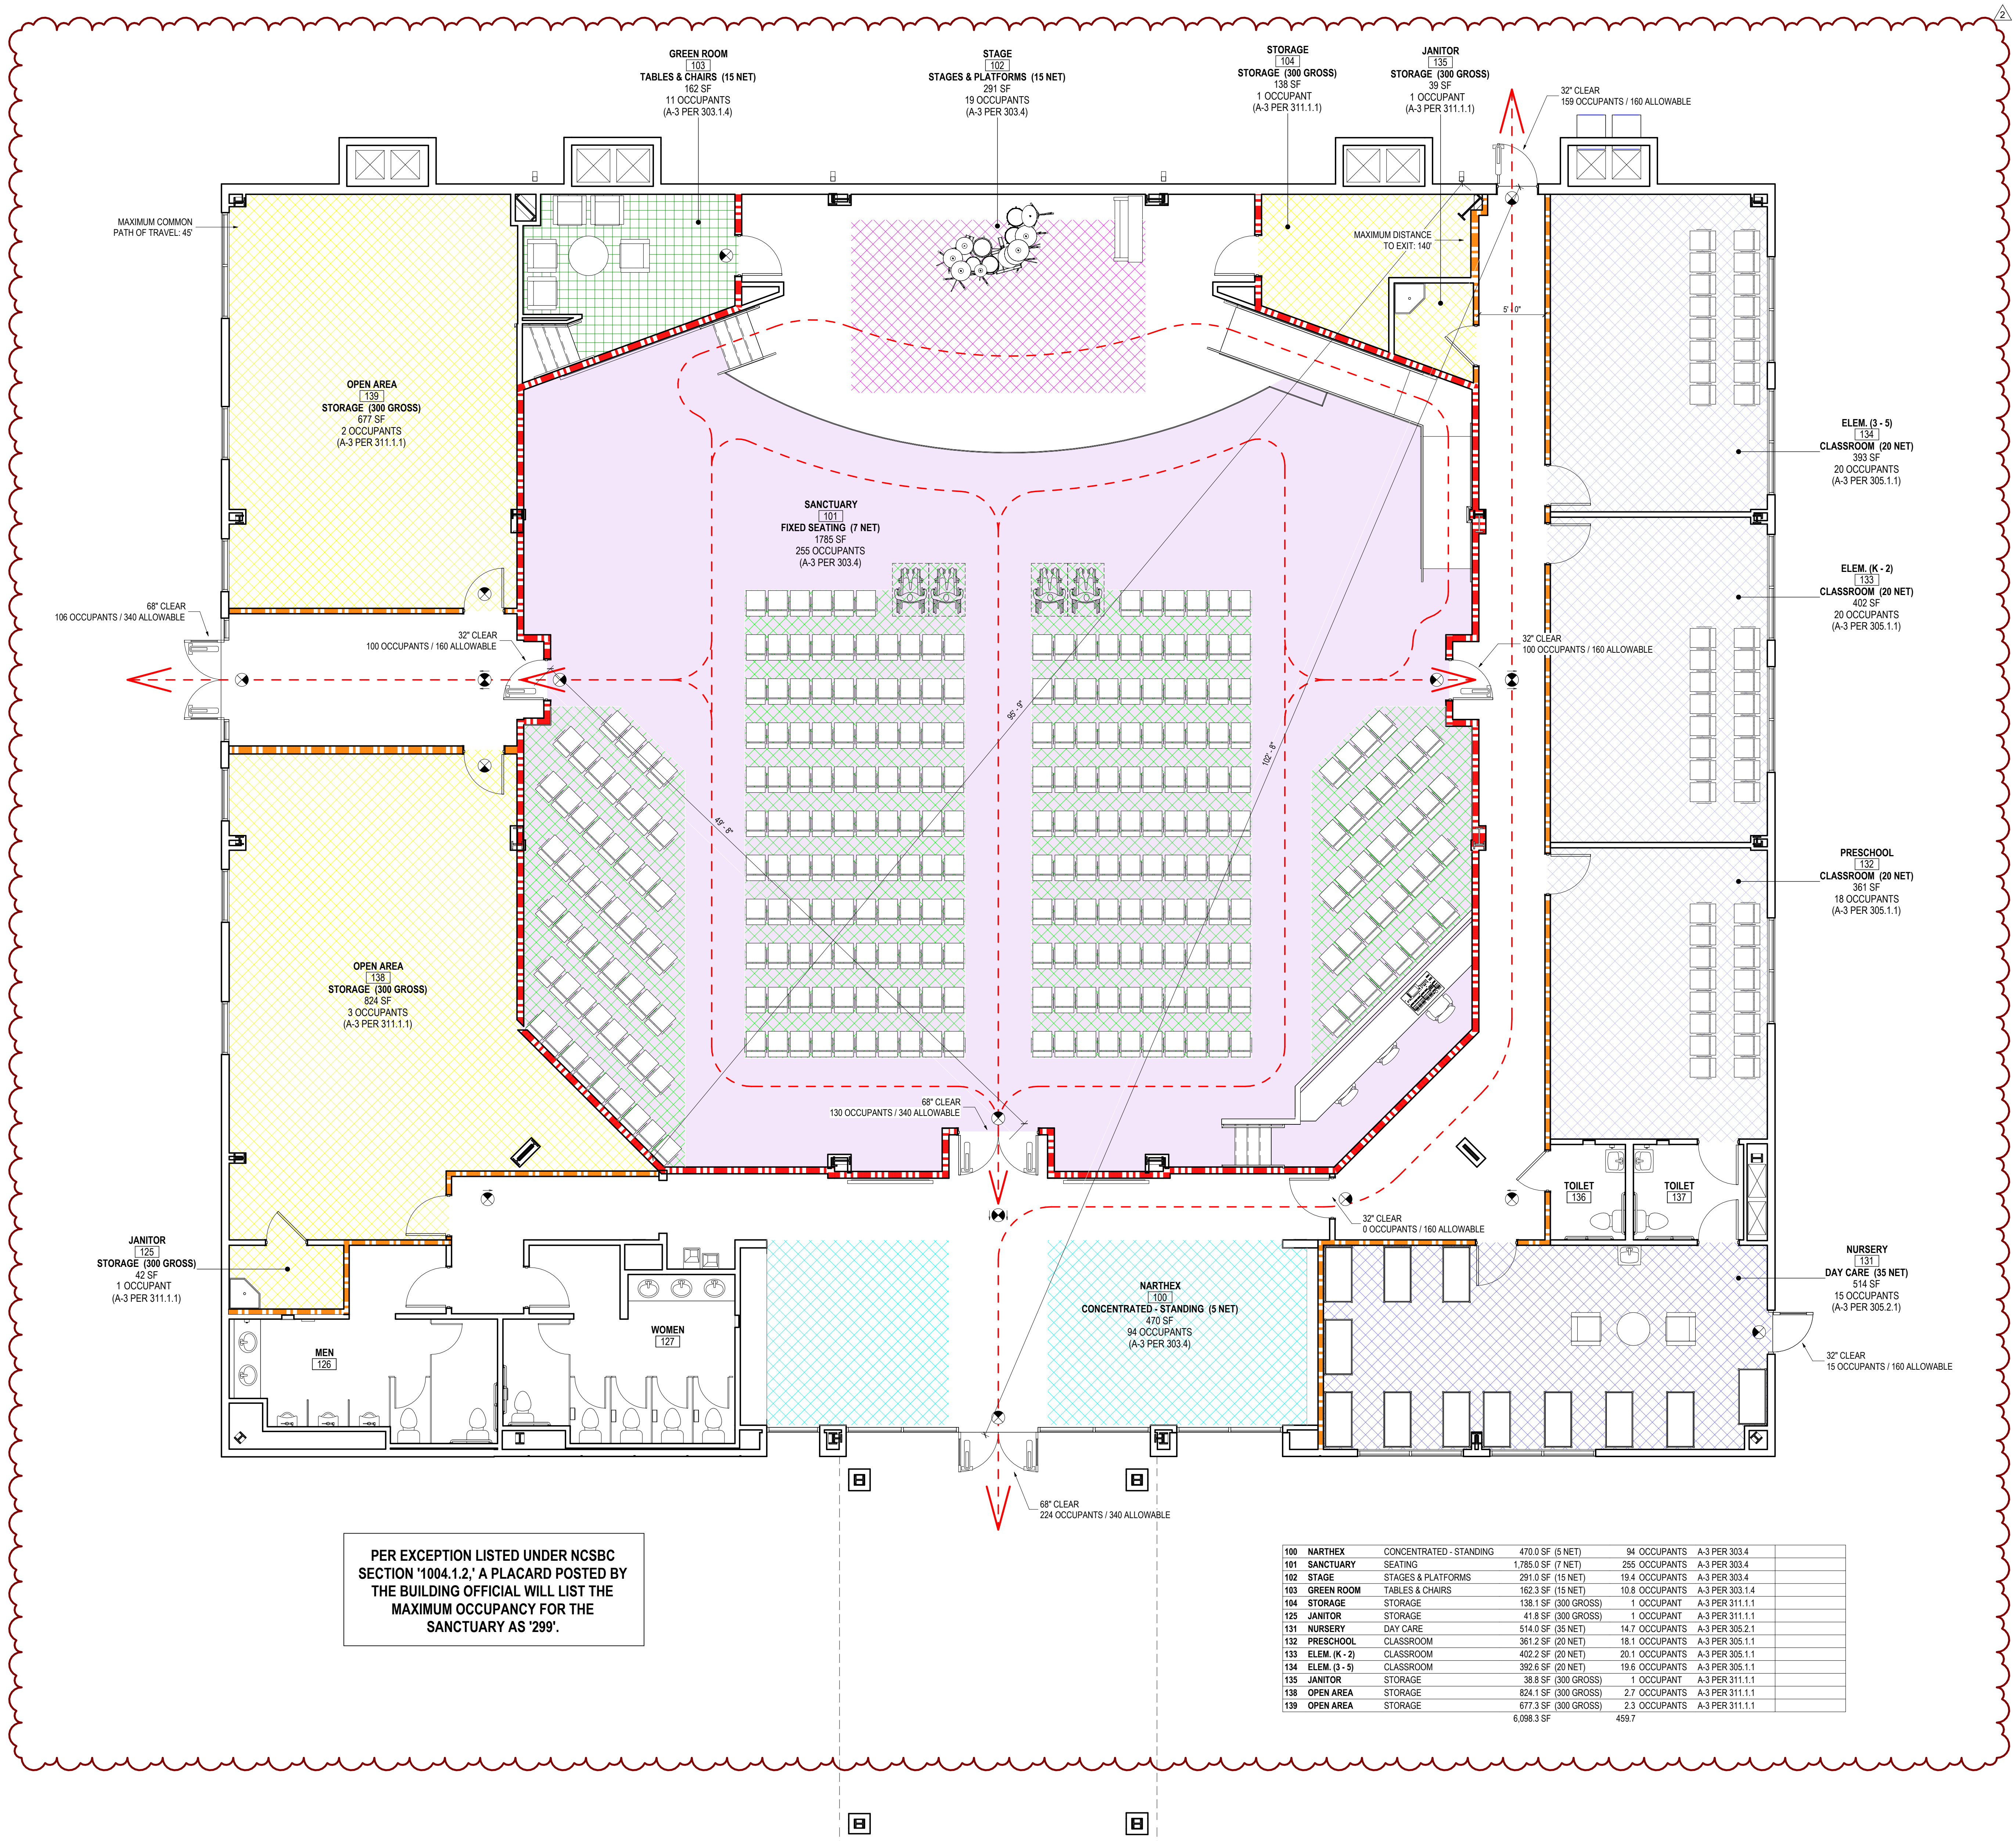 2
GREEN ROOM
103
TABLES & CHAIRS (15 NET)
162 SF
11 OCCUPANTS
(A-3 PER 303.1.4)
STAGE
102
STAGES & PLATFORMS (15 NET)
291 SF
19 OCCUPANTS
(A-3 PER 303.4)
STORAGE
104
STORAGE (300 GROSS)
138 SF
1 OCCUPANT
(A-3 PER 311.1.1)
JANITOR
135
STORAGE (300 GROSS)
39 SF
1 OCCUPANT
(A-3 PER 311.1.1)
32" CLEAR
159 OCCUPANTS / 160 ALLOWABLE
MAXIMUM COMMON
PATH OF TRAVEL: 45'
MAXIMUM DISTANCE
TO EXIT: 140'
5' - 0"
OPEN AREA
139
STORAGE (300 GROSS)
677 SF
2 OCCUPANTS
(A-3 PER 311.1.1)
ELEM. (3 - 5)
134
CLASSROOM (20 NET)
393 SF
20 OCCUPANTS
(A-3 PER 305.1.1)
SANCTUARY
101
FIXED SEATING (7 NET)
1785 SF
255 OCCUPANTS
(A-3 PER 303.4)
ELEM. (K - 2)
133
CLASSROOM (20 NET)
402 SF
20 OCCUPANTS
(A-3 PER 305.1.1)
68" CLEAR
106 OCCUPANTS / 340 ALLOWABLE
32" CLEAR
100 OCCUPANTS / 160 ALLOWABLE
32" CLEAR
100 OCCUPANTS / 160 ALLOWABLE
95' - 9"
102' - 8"
49' - 8"
PRESCHOOL
132
CLASSROOM (20 NET)
361 SF
18 OCCUPANTS
(A-3 PER 305.1.1)
OPEN AREA
138
STORAGE (300 GROSS)
824 SF
3 OCCUPANTS
(A-3 PER 311.1.1)
68" CLEAR
130 OCCUPANTS / 340 ALLOWABLE
TOILET
136
TOILET
137
32" CLEAR
0 OCCUPANTS / 160 ALLOWABLE
JANITOR
125
STORAGE (300 GROSS)
42 SF
1 OCCUPANT
(A-3 PER 311.1.1)
NURSERY
131
DAY CARE (35 NET)
514 SF
15 OCCUPANTS
(A-3 PER 305.2.1)
NARTHEX
100
CONCENTRATED - STANDING (5 NET)
470 SF
94 OCCUPANTS
(A-3 PER 303.4)
WOMEN
127
MEN
126
32" CLEAR
15 OCCUPANTS / 160 ALLOWABLE
68" CLEAR
224 OCCUPANTS / 340 ALLOWABLE
PER EXCEPTION LISTED UNDER NCSBC
SECTION '1004.1.2,' A PLACARD POSTED BY
THE BUILDING OFFICIAL WILL LIST THE
MAXIMUM OCCUPANCY FOR THE
SANCTUARY AS '299'.
100 NARTHEX CONCENTRATED - STANDING 470.0 SF (5 NET) 94 OCCUPANTS A-3 PER 303.4
101 SANCTUARY SEATING 1,785.0 SF (7 NET) 255 OCCUPANTS A-3 PER 303.4
102 STAGE STAGES & PLATFORMS 291.0 SF (15 NET) 19.4 OCCUPANTS A-3 PER 303.4
103 GREEN ROOM TABLES & CHAIRS 162.3 SF (15 NET) 10.8 OCCUPANTS A-3 PER 303.1.4
104 STORAGE STORAGE 138.1 SF (300 GROSS) 1 OCCUPANT A-3 PER 311.1.1
125 JANITOR STORAGE 41.8 SF (300 GROSS) 1 OCCUPANT A-3 PER 311.1.1
131 NURSERY DAY CARE 514.0 SF (35 NET) 14.7 OCCUPANTS A-3 PER 305.2.1
132 PRESCHOOL CLASSROOM 361.2 SF (20 NET) 18.1 OCCUPANTS A-3 PER 305.1.1
133 ELEM. (K - 2) CLASSROOM 402.2 SF (20 NET) 20.1 OCCUPANTS A-3 PER 305.1.1
134 ELEM. (3 - 5) CLASSROOM 392.6 SF (20 NET) 19.6 OCCUPANTS A-3 PER 305.1.1
135 JANITOR STORAGE 38.8 SF (300 GROSS) 1 OCCUPANT A-3 PER 311.1.1
138 OPEN AREA STORAGE 824.1 SF (300 GROSS) 2.7 OCCUPANTS A-3 PER 311.1.1
139 OPEN AREA STORAGE 677.3 SF (300 GROSS) 2.3 OCCUPANTS A-3 PER 311.1.1
6,098.3 SF 459.7